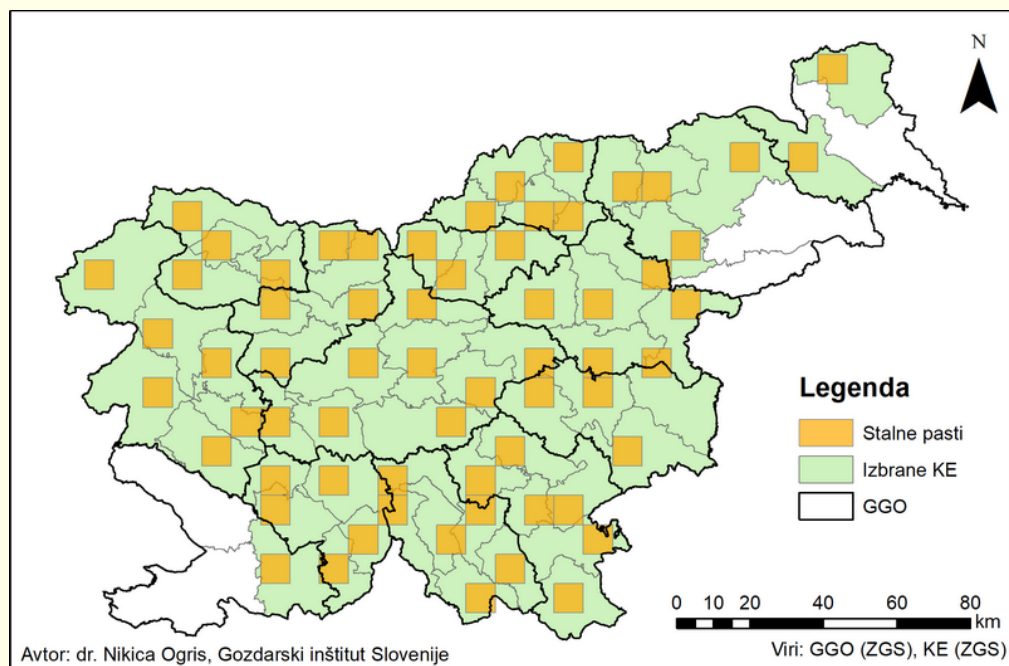 N
Legenda
Stalne pasti
Izbrane KE
GGO
0 5 10 20 40 60 80
km
Avtor: dr. Nikica Ogris, Gozdarski inštitut Slovenije
Viri: GGO (ZGS), KE (ZGS)